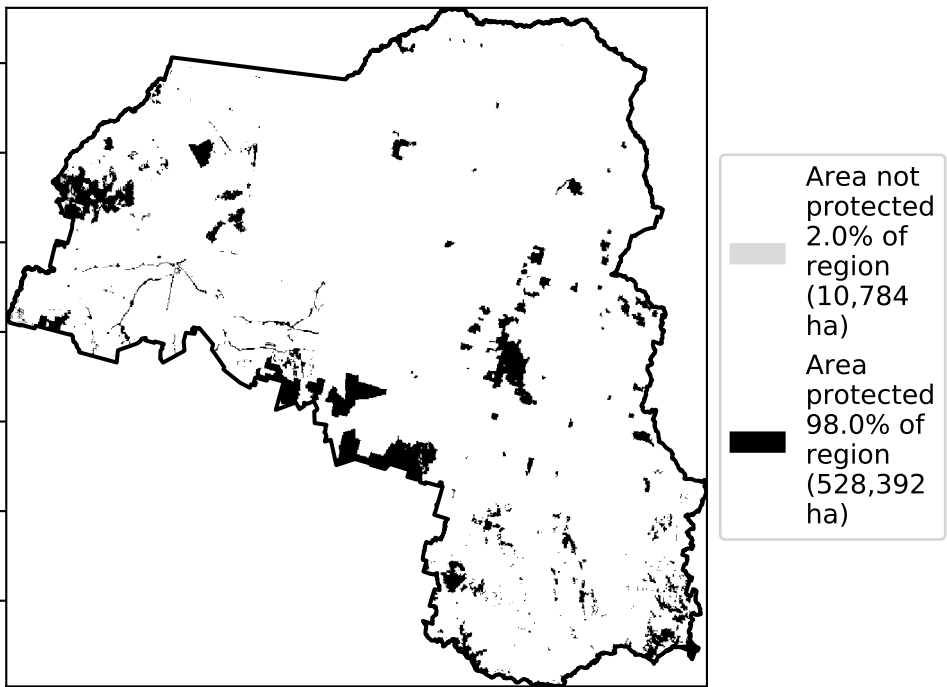 Area not
protected
2.0% of
region
(10,784
ha)
Area
protected
98.0% of
region
(528,392
ha)